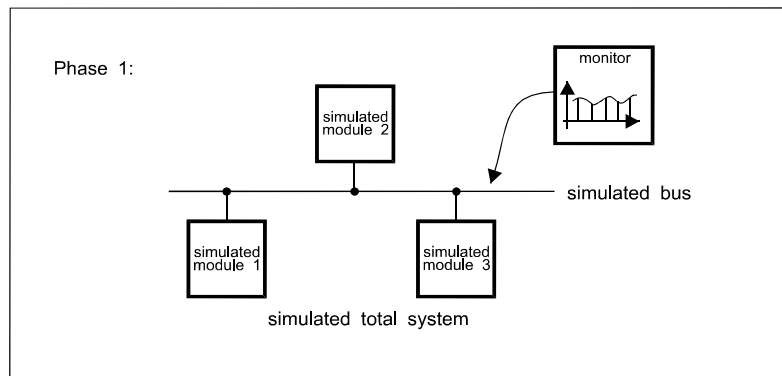 Phase 1:
monitor
simulated
module 2
simulated bus
simulated
module 1
simulated
module 3
simulated total system